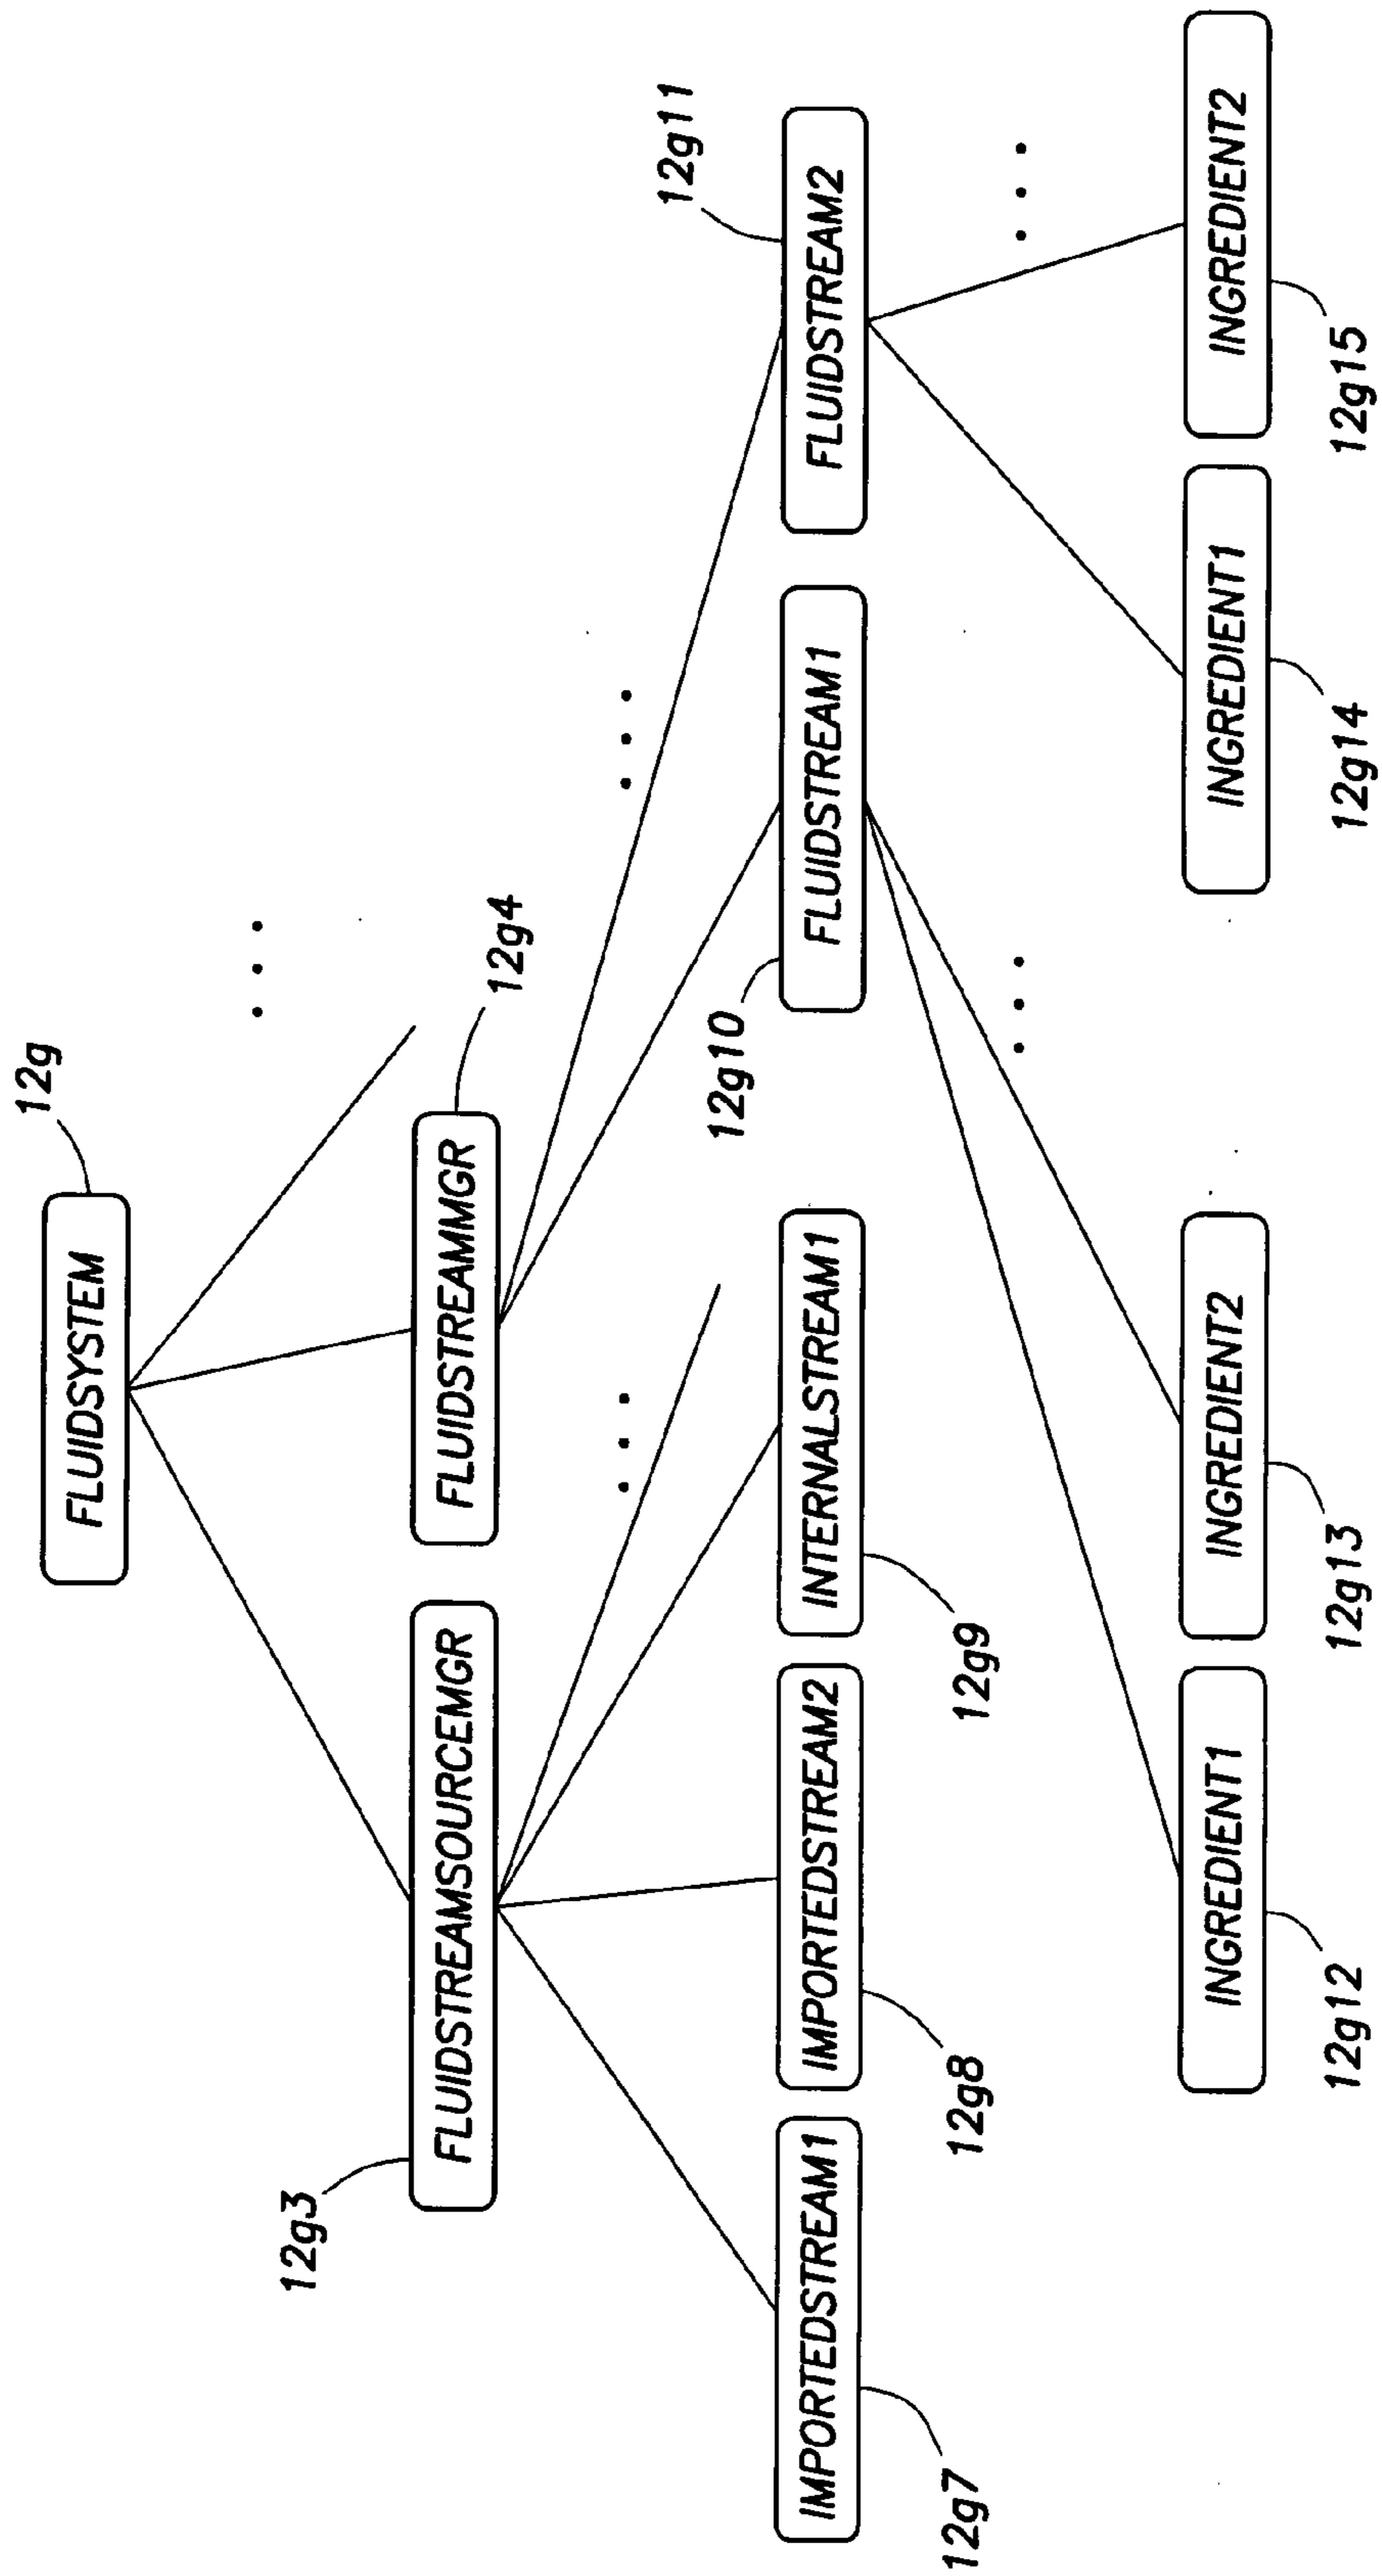 FLUIDSYSTEM
12g
12g3
FLUIDSTREAMSOURCEMGR
FLUIDSTREAMMGR
12g4
IMPORTEDSTREAM1
12g7
IMPORTEDSTREAM2
12g8
INTERNALSTREAM1
12g9
12g10
FLUIDSTREAM1
FLUIDSTREAM2
12g11
INGREDIENT1
12g12
INGREDIENT2
12g13
INGREDIENT1
12g14
INGREDIENT2
12g15